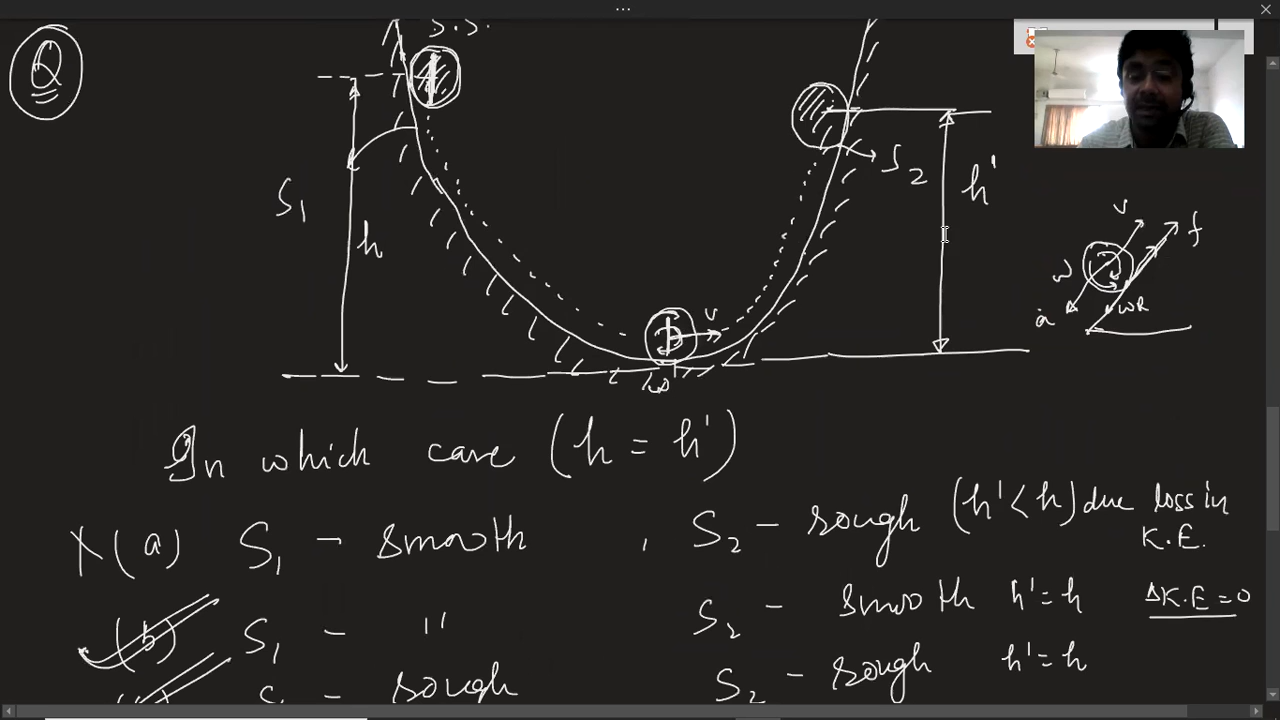 Q
S.S.
S1
h
S2
h'
v
v
f
ω
a
ωR
In which case (h = h')
X (a) S1 - smooth , S2 - rough (h' < h) due loss in K.E.
(b) S1 - " S2 - smooth h' = h ΔK.E = 0
S1 - rough S2 - rough h' = h